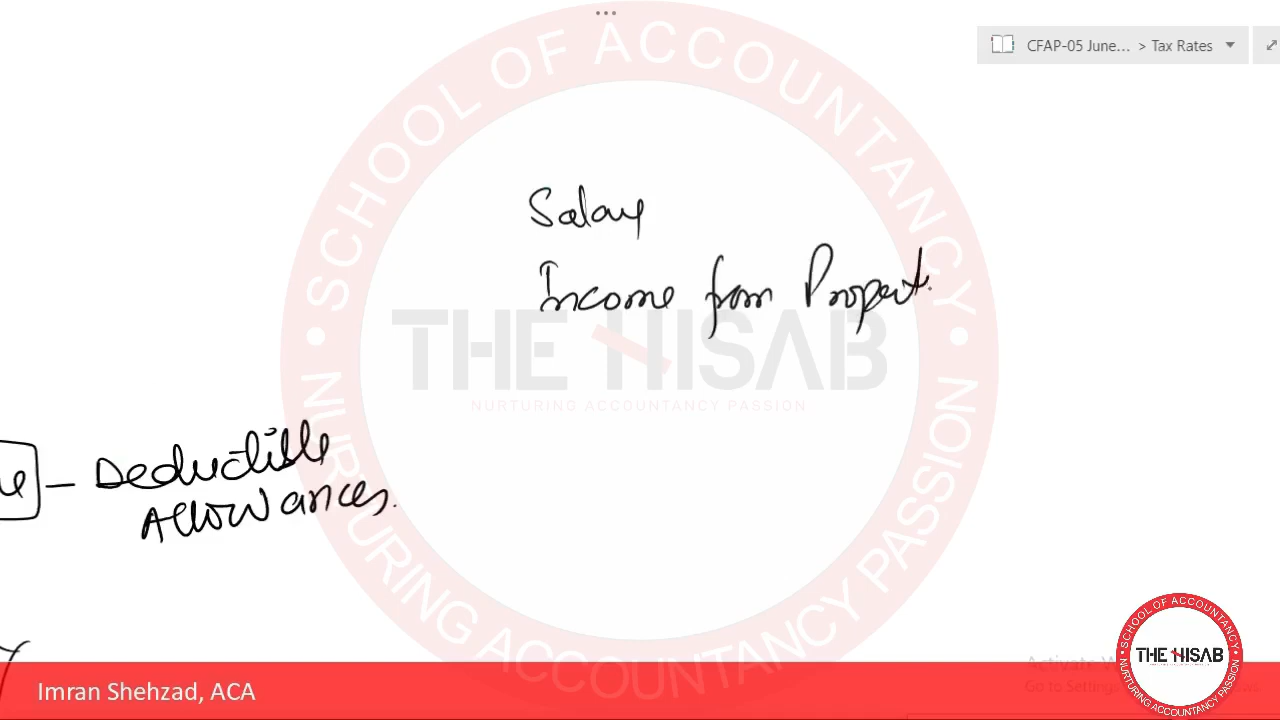 CFAP-05 June... > Tax Rates
SCHOOL OF ACCOUNTANCY
Salary
Income from Propert
THE HISAB
NURTURING ACCOUNTANCY PASSION
Deductible
Allowances.
NURTURING ACCOUNTANCY PASSION
SCHOOL OF ACCOUNTANCY
THE HISAB
NURTURING ACCOUNTANCY PASSION
Imran Shehzad, ACA